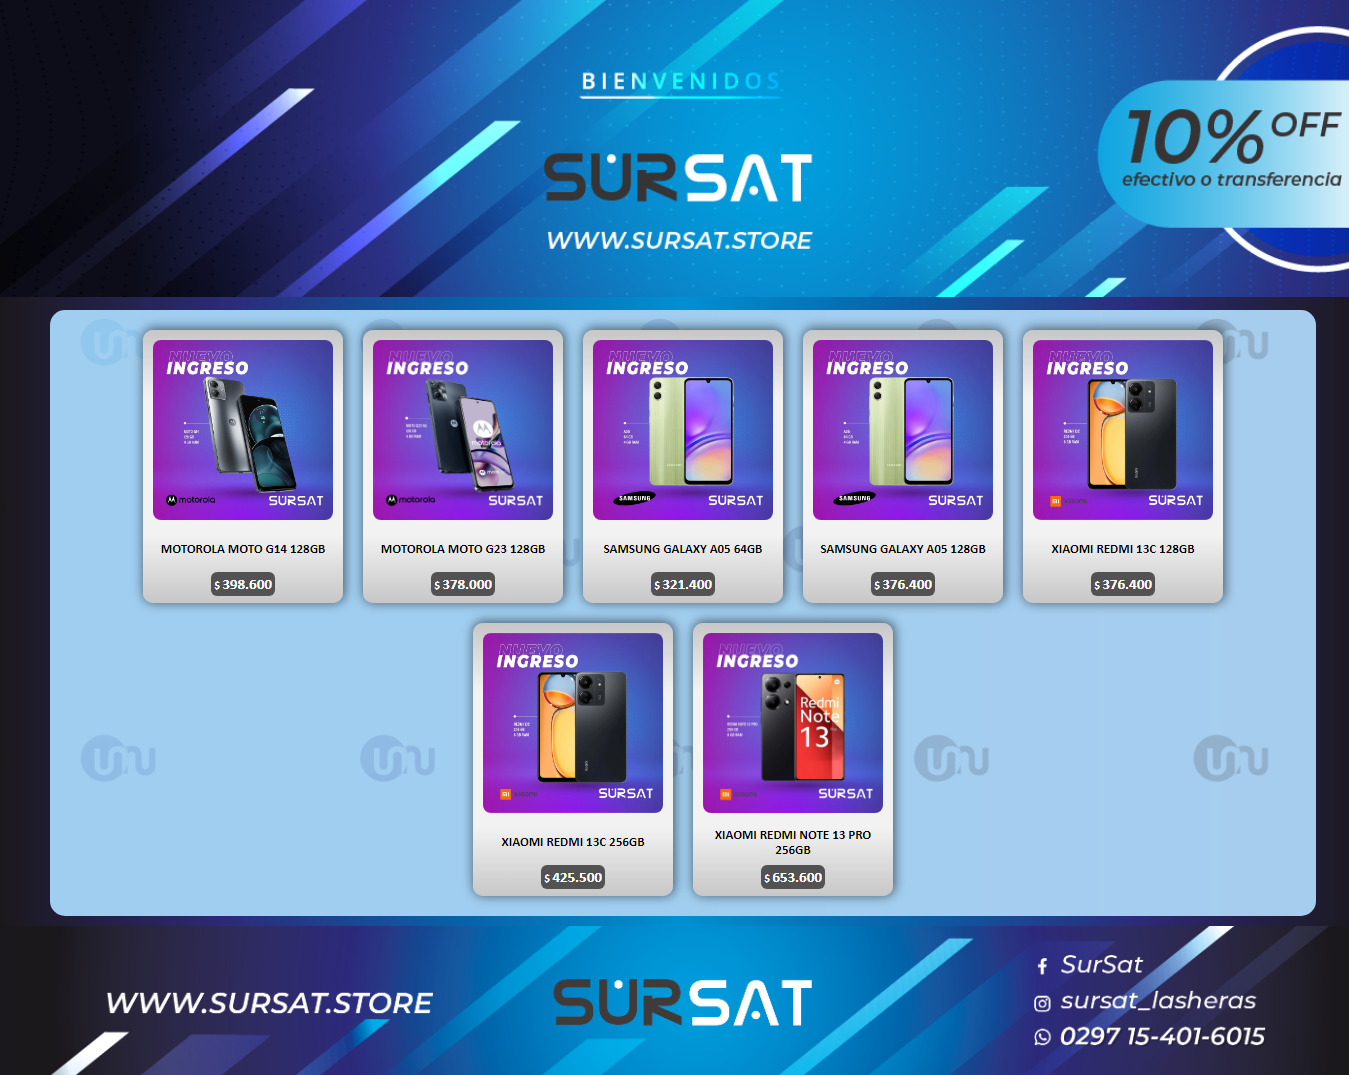 BIENVENIDOS
SURSAT
WWW.SURSAT.STORE
10% OFF
efectivo o transferencia
NUEVO
INGRESO
motorola
SURSAT
MOTOROLA MOTO G14 128GB
$ 398.600
NUEVO
INGRESO
motorola
motorola
SURSAT
MOTOROLA MOTO G23 128GB
$ 378.000
NUEVO
INGRESO
SAMSUNG
SURSAT
SAMSUNG GALAXY A05 64GB
$ 321.400
NUEVO
INGRESO
SAMSUNG
SURSAT
SAMSUNG GALAXY A05 128GB
$ 376.400
NUEVO
INGRESO
SURSAT
XIAOMI REDMI 13C 128GB
$ 376.400
NUEVO
INGRESO
SURSAT
XIAOMI REDMI 13C 256GB
$ 425.500
NUEVO
INGRESO
Redmi
Note
13
SURSAT
XIAOMI REDMI NOTE 13 PRO
256GB
$ 653.600
WWW.SURSAT.STORE
SURSAT
SurSat
sursat_lasheras
0297 15-401-6015